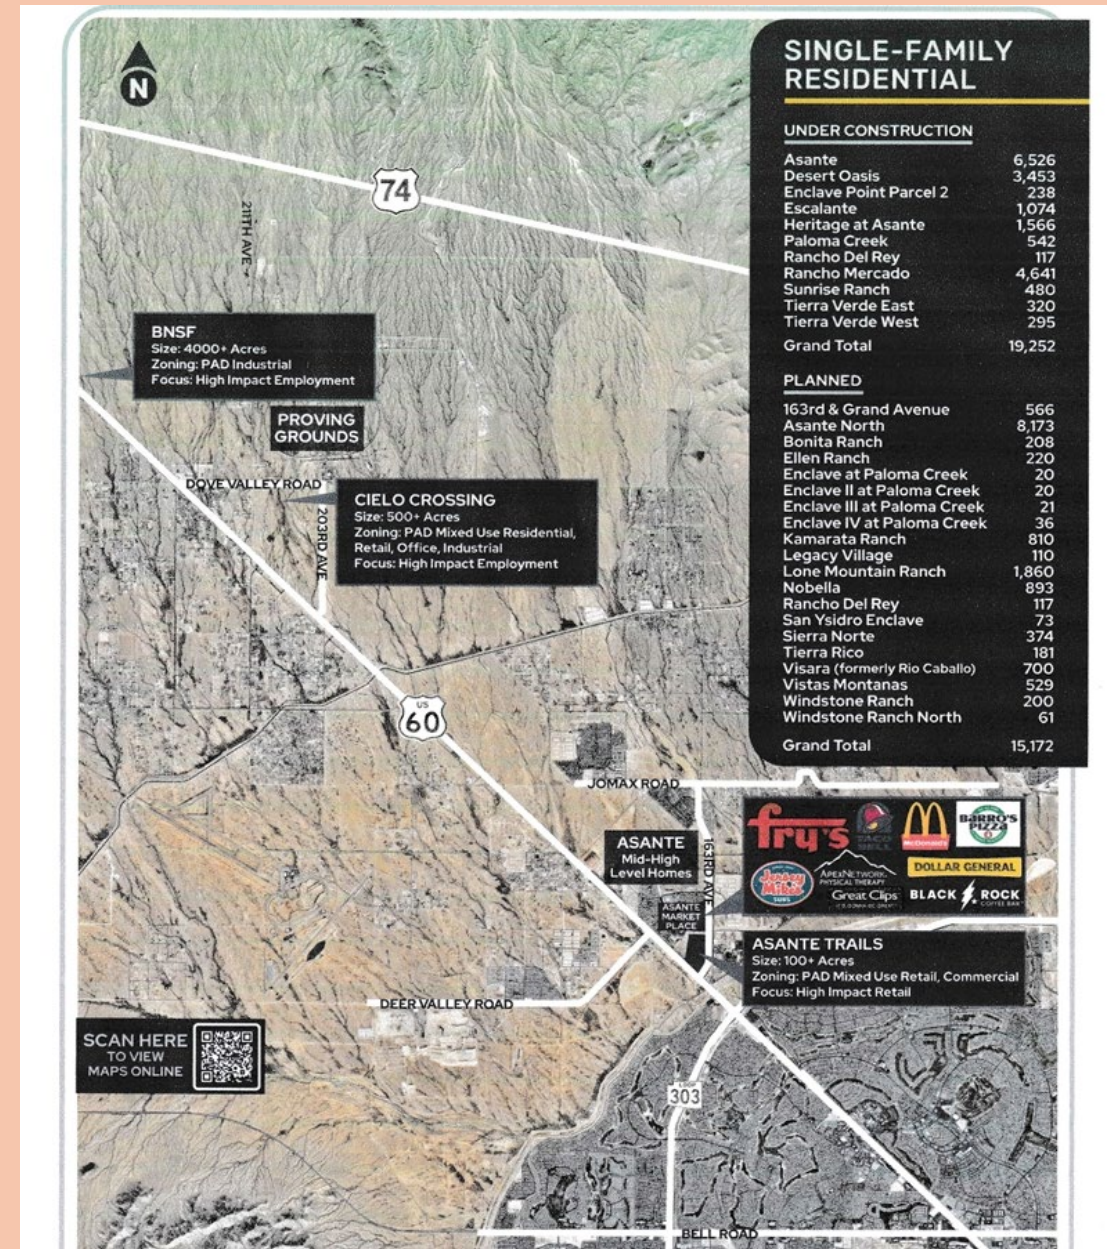 N
SINGLE-FAMILY
RESIDENTIAL
UNDER CONSTRUCTION
Asante 6,526
Desert Oasis 3,453
Enclave Point Parcel 2 238
Escalante 1,074
Heritage at Asante 1,566
Paloma Creek 542
Rancho Del Rey 117
Rancho Mercado 4,641
Sunrise Ranch 480
Tierra Verde East 320
Tierra Verde West 295
Grand Total 19,252
PLANNED
163rd & Grand Avenue 566
Asante North 8,173
Bonita Ranch 208
Ellen Ranch 220
Enclave at Paloma Creek 20
Enclave II at Paloma Creek 20
Enclave III at Paloma Creek 21
Enclave IV at Paloma Creek 36
Kamarata Ranch 810
Legacy Village 110
Lone Mountain Ranch 1,860
Nobella 893
Rancho Del Rey 117
San Ysidro Enclave 73
Sierra Norte 374
Tierra Rico 181
Visara (formerly Rio Caballo) 700
Vistas Montanas 529
Windstone Ranch 200
Windstone Ranch North 61
Grand Total 15,172
74
211TH AVE
BNSF
Size: 4000+ Acres
Zoning: PAD Industrial
Focus: High Impact Employment
PROVING
GROUNDS
DOVE VALLEY ROAD
203RD AVE
CIELO CROSSING
Size: 500+ Acres
Zoning: PAD Mixed Use Residential,
Retail, Office, Industrial
Focus: High Impact Employment
US
60
JOMAX ROAD
163RD AVE
ASANTE
Mid-High
Level Homes
ASANTE
MARKET
PLACE
fry's
TACO
BELL
McDonald's
BARRO'S
PIZZA
Jersey
Mike's
SUBS
APEXNETWORK
PHYSICAL THERAPY
Great Clips
DOLLAR GENERAL
BLACK ROCK
COFFEE BAR
ASANTE TRAILS
Size: 100+ Acres
Zoning: PAD Mixed Use Retail, Commercial
Focus: High Impact Retail
DEER VALLEY ROAD
SCAN HERE
TO VIEW
MAPS ONLINE
303
BELL ROAD